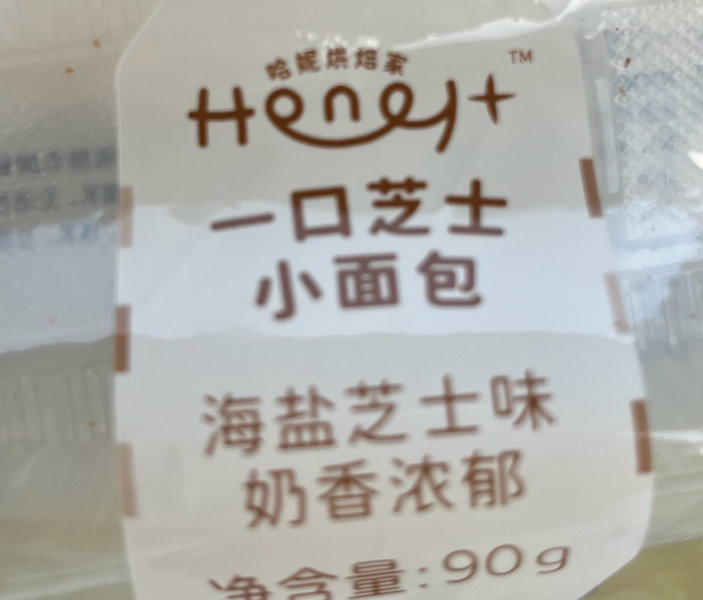 哈妮烘焙家
Honey+ TM
一口芝士
小面包
海盐芝士味
奶香浓郁
净含量:90g